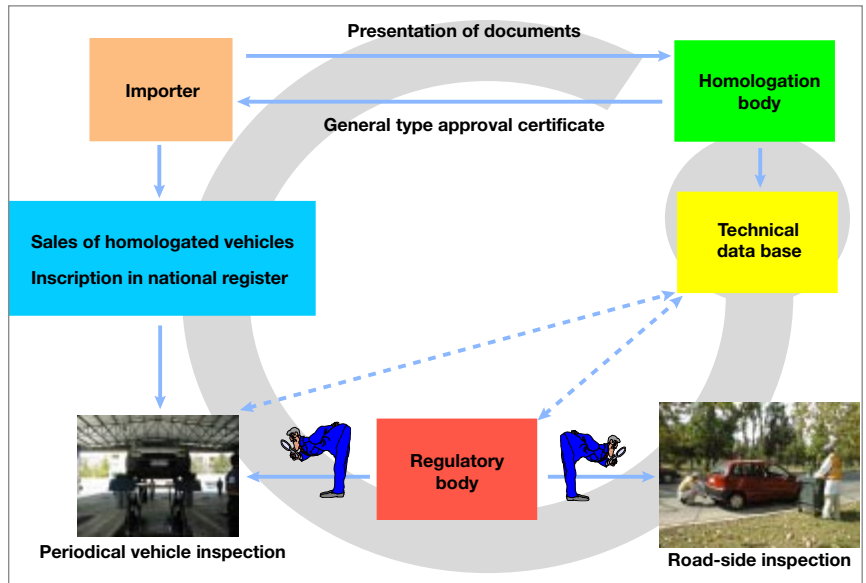 Presentation of documents
Importer
Homologation
body
General type approval certificate
Sales of homologated vehicles
Inscription in national register
Technical
data base
Regulatory
body
Periodical vehicle inspection
Road-side inspection